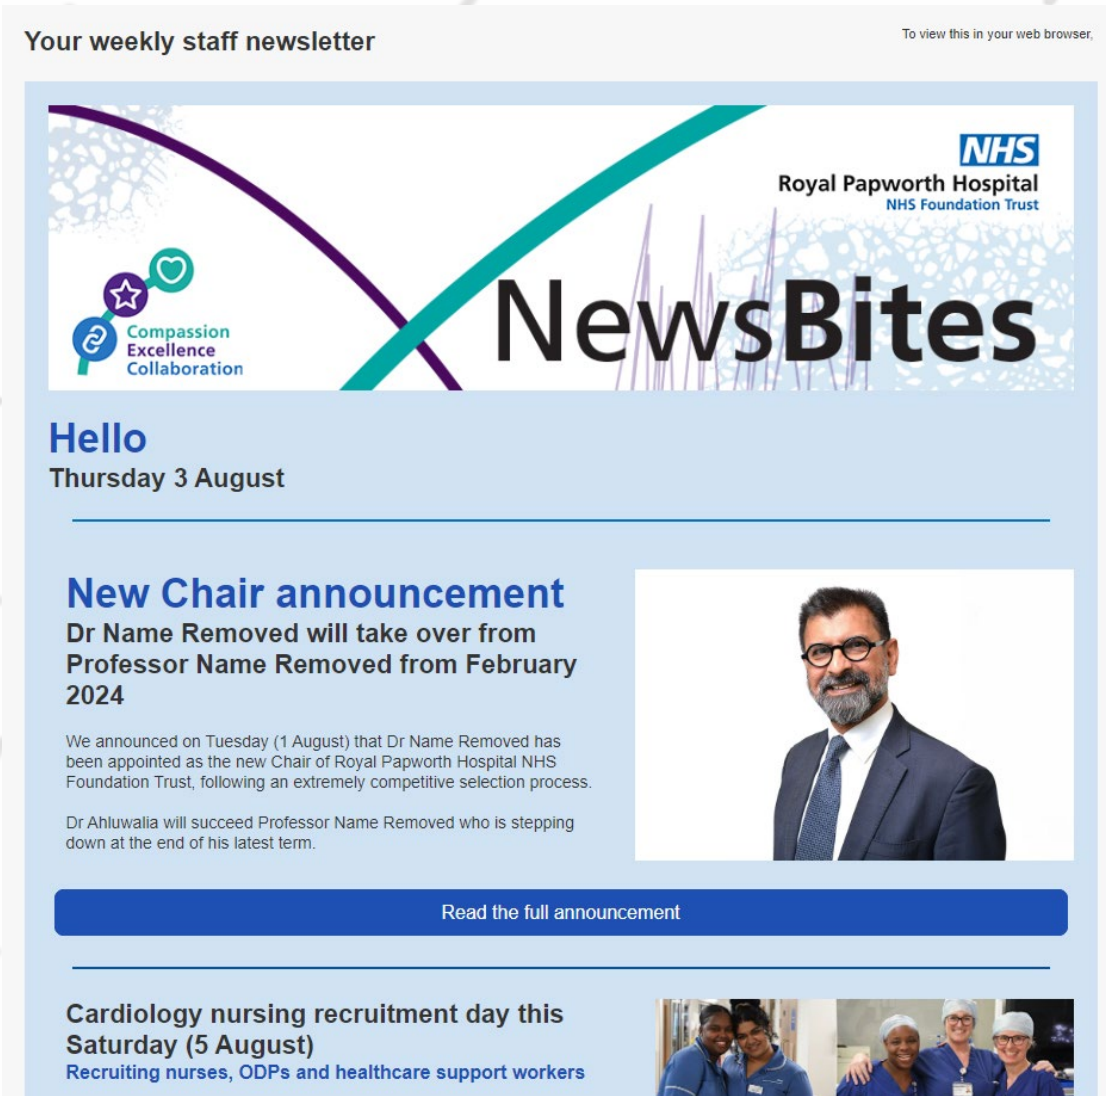 Your weekly staff newsletter
To view this in your web browser,
NHS
Royal Papworth Hospital
NHS Foundation Trust
Compassion
Excellence
Collaboration
NewsBites
Hello
Thursday 3 August
New Chair announcement
Dr Name Removed will take over from
Professor Name Removed from February
2024
We announced on Tuesday (1 August) that Dr Name Removed has
been appointed as the new Chair of Royal Papworth Hospital NHS
Foundation Trust, following an extremely competitive selection process.
Dr Ahluwalia will succeed Professor Name Removed who is stepping
down at the end of his latest term.
Read the full announcement
Cardiology nursing recruitment day this
Saturday (5 August)
Recruiting nurses, ODPs and healthcare support workers